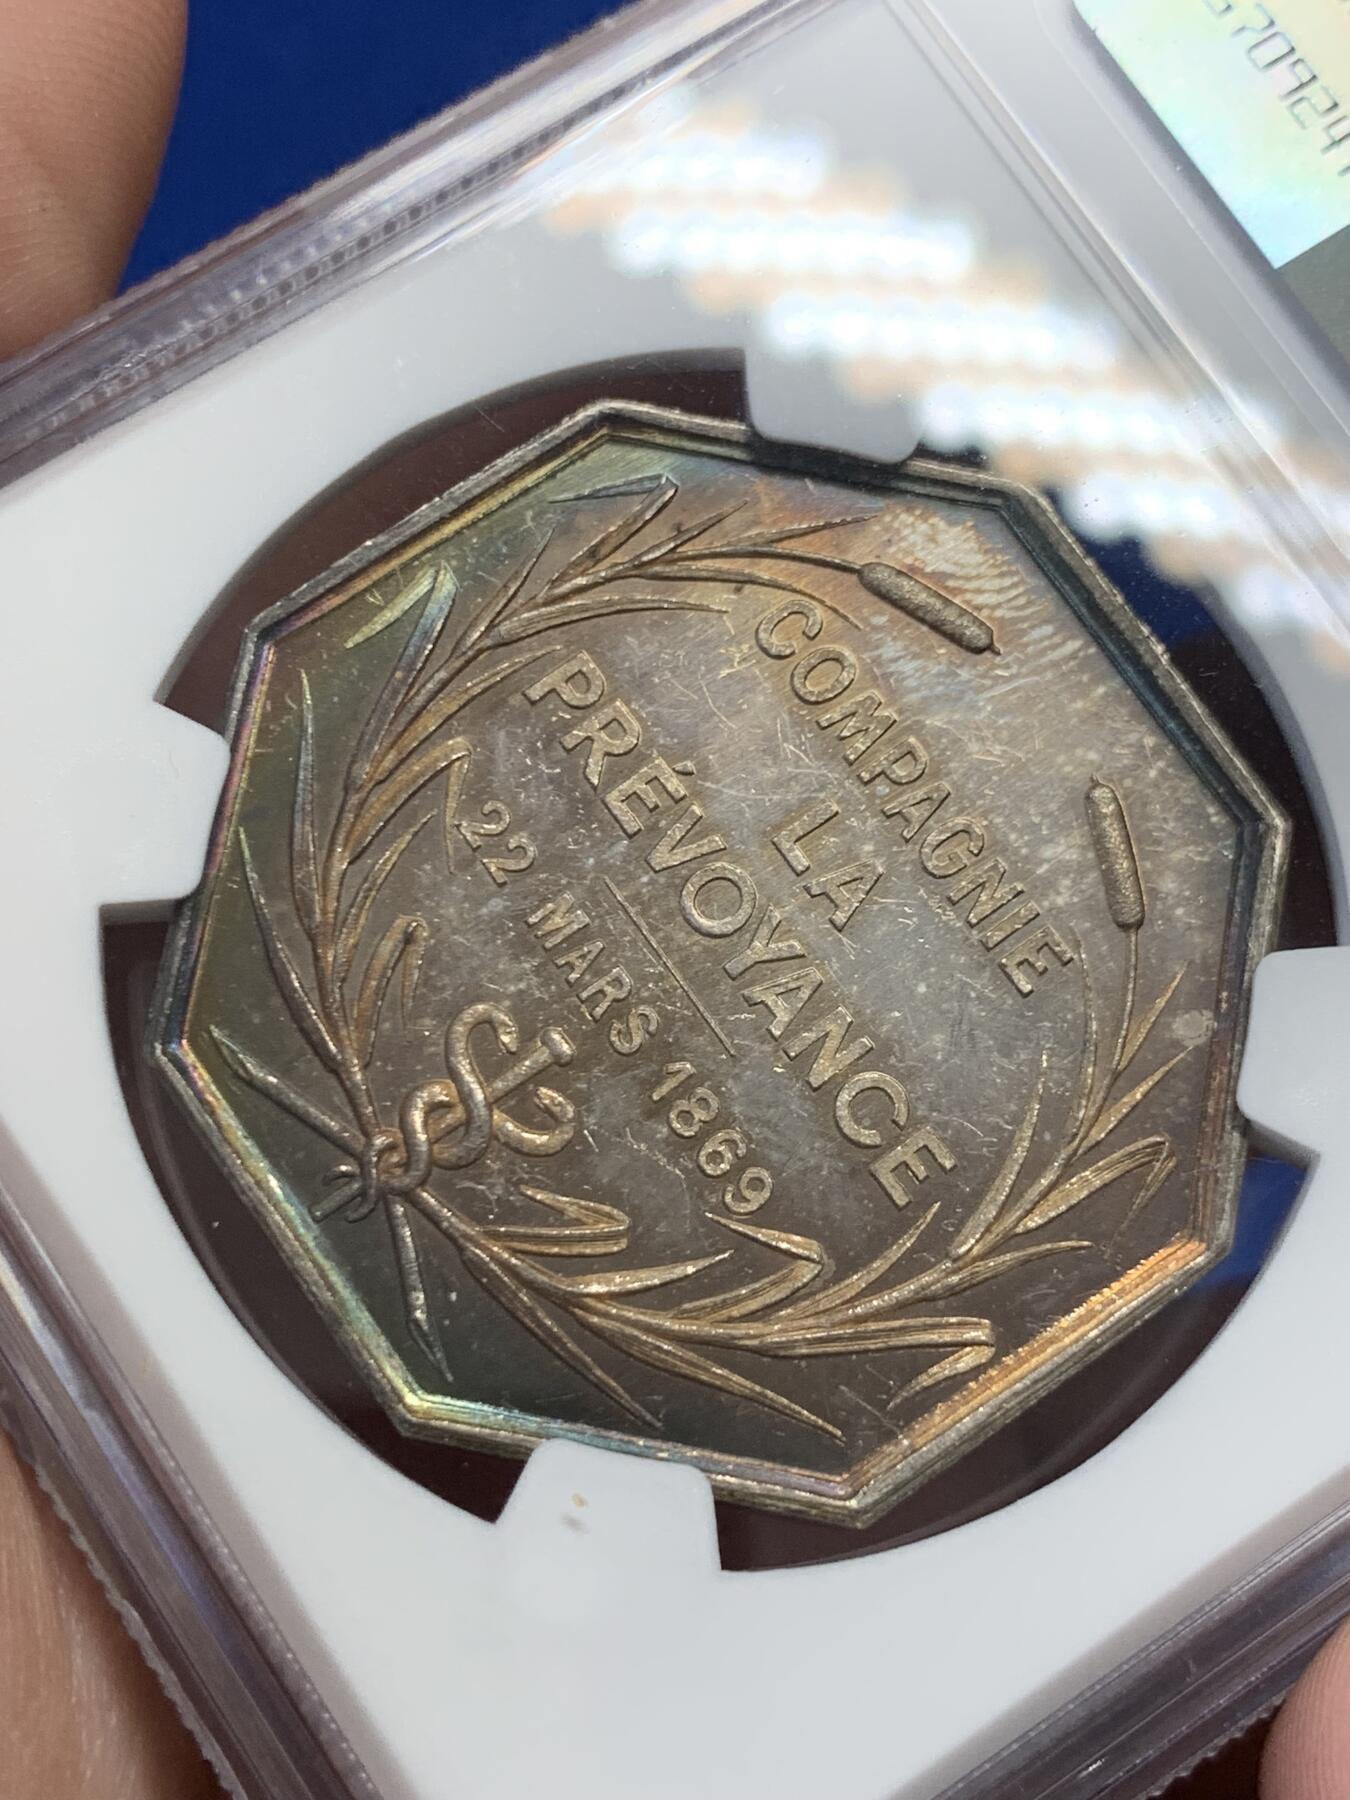 COMPAGNIE
LA
PRÉVOYANCE
22 MARS 1869